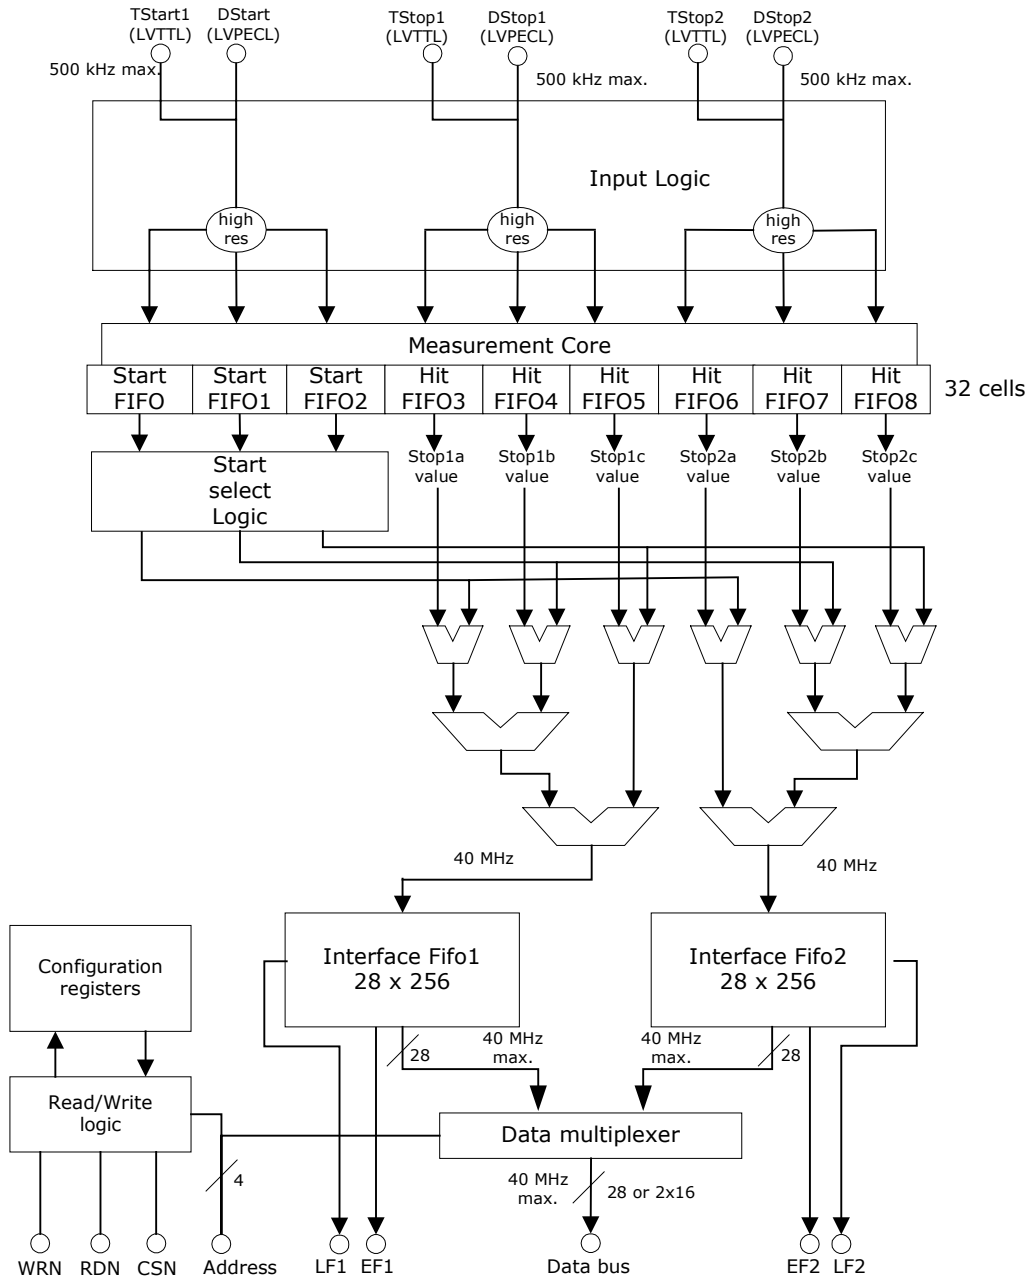 TStart1 DStart TStop1 DStop1 TStop2 DStop2
(LVTTL) (LVPECL) (LVTTL) (LVPECL) (LVTTL) (LVPECL)
500 kHz max. 500 kHz max. 500 kHz max.
Input Logic
high high high
res res res
Measurement Core
Start Start Start Hit Hit Hit Hit Hit Hit
FIFO FIFO1 FIFO2 FIFO3 FIFO4 FIFO5 FIFO6 FIFO7 FIFO8
32 cells
Start
select
Logic
Stop1a Stop1b Stop1c Stop2a Stop2b Stop2c
value value value value value value
40 MHz 40 MHz
Interface Fifo1
28 x 256
Interface Fifo2
28 x 256
Configuration
registers
28 40 MHz
max.
40 MHz 28
max.
Read/Write
logic
Data multiplexer
4
40 MHz
max.
28 or 2x16
WRN RDN CSN Address LF1 EF1 Data bus EF2 LF2